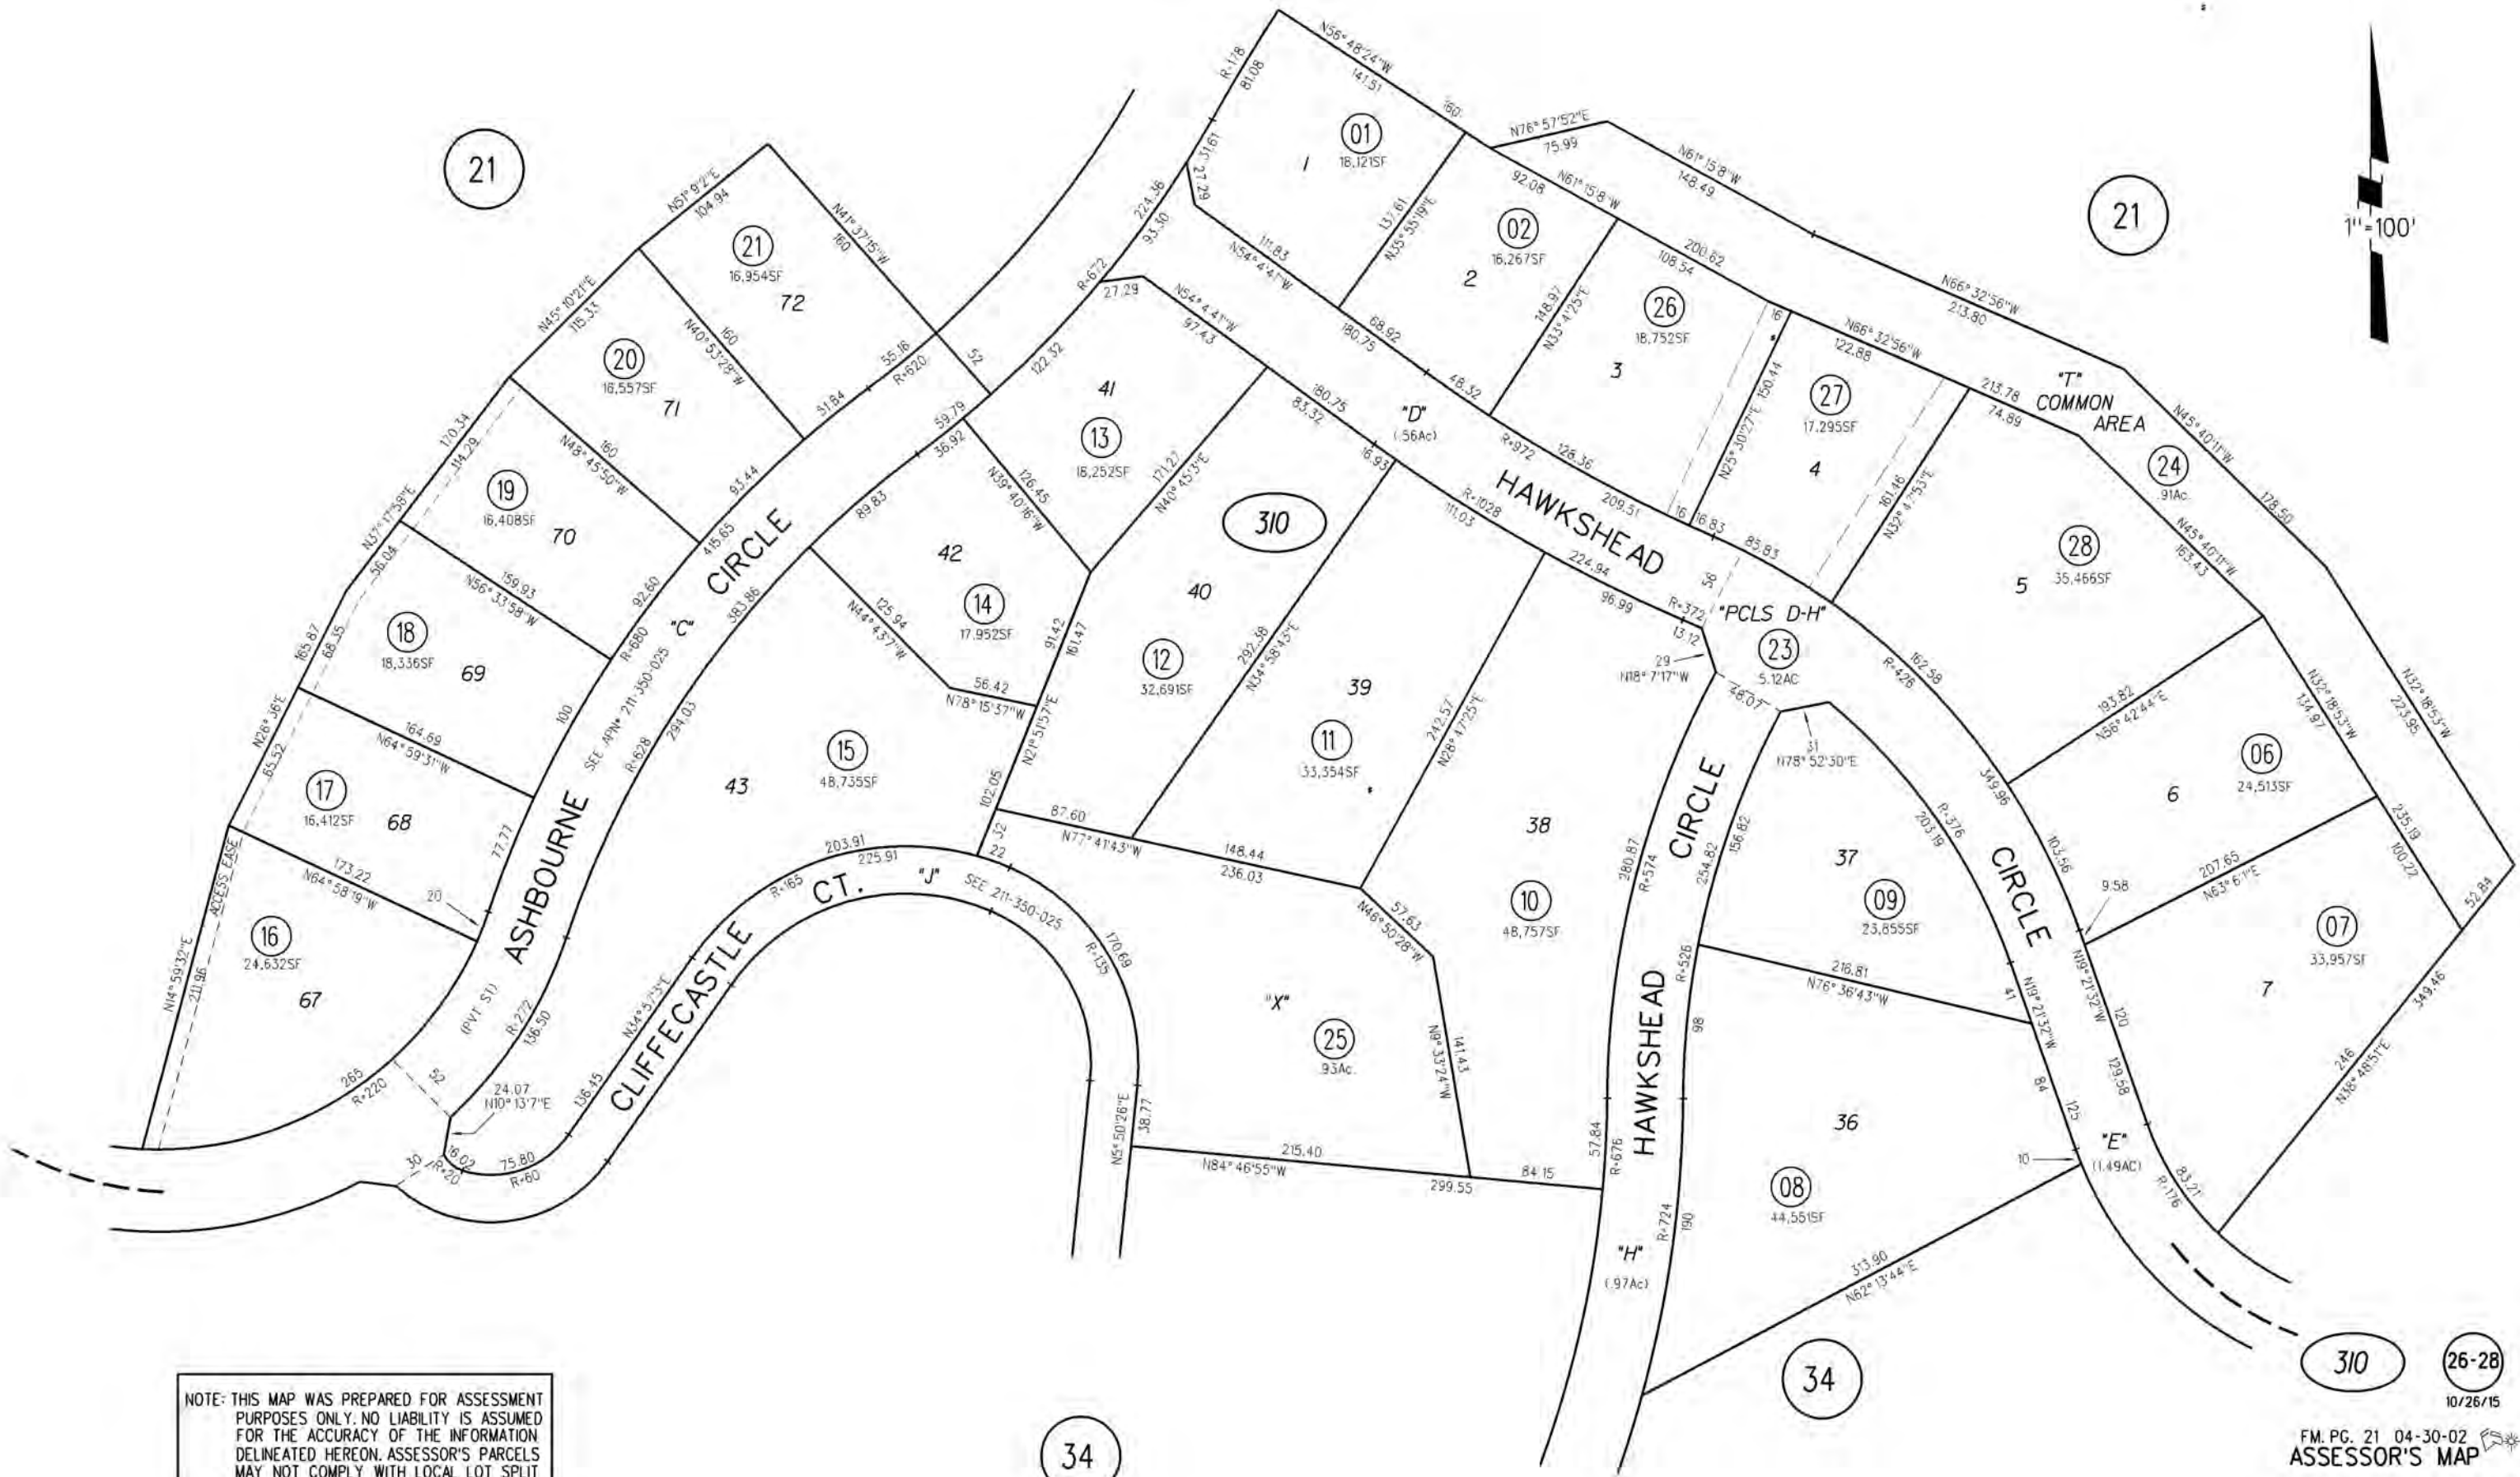 21
N51° 9'2"E
104.94
21
16,954SF
72
N41° 37'15"W
160
N45° 10'21"E
115.33
20
16,557SF
71
N40° 53'28"W
160
55.16
R=620
51.84
52
170.34
114.29
N37° 17'58"E
19
16,408SF
70
N48° 45'50"W
160
93.44
415.65
56.04
159.93
N56° 33'58"W
92.60
165.87
68.35
18
18,336SF
69
R=680
100
N26° 36'E
65.52
164.69
N64° 59'31"W
17
16,412SF
68
77.77
ACCESS EASE
173.22
N64° 58'19"W
20
N14° 59'32"E
211.96
16
24,632SF
67
265
R=220
52
ASHBOURNE
CIRCLE
"C"
SEE APN* 211-350-025
(PVT ST)
383.86
R=628
294.03
R=272
136.50
24.07
N10° 13'7"E
30
16.02
R=20
75.80
R=60
136.45
N34° 57'3"E
CLIFFECASTLE
CT.
"J"
SEE 211-350-025
R=165
203.91
225.91
22
32
170.69
R=135
N5° 50'26"E
38.77
R=178
81.08
31.61
27.29
224.36
93.30
R=672
27.29
122.32
59.79
36.92
89.83
N56° 48'24"W
141.51
160
01
18,121SF
1
137.61
N35° 55'19"E
111.83
N54° 4'41"W
N76° 57'52"E
75.99
92.08
N61° 15'8"W
N61° 15'8"W
148.49
02
16,267SF
2
68.92
180.75
148.97
N33° 4'25"E
200.62
108.54
26
18,752SF
3
46.32
R=972
128.36
16
N25° 30'27"E 150.44
209.51
16
16.83
N66° 32'56"W
122.88
N66° 32'56"W
213.80
27
17,295SF
4
85.83
161.46
N32° 47'53"E
213.78
74.89
"T"
COMMON
AREA
24
.91Ac.
N45° 40'11"W
178.50
N45° 40'11"W
163.43
28
35,466SF
5
21
1"=100'
N54° 4'41"W
97.43
41
13
18,252SF
N39° 40'16"W
126.45
171.27
N40° 45'3"E
180.75
83.32
16.93
"D"
(.56Ac)
HAWKSHEAD
R=1028
111.03
224.94
96.99
R=372
13.12
56
"PCLS D-H"
23
5.12AC
29
N18° 7'17"W
48.07
31
N78° 52'30"E
310
42
14
17,952SF
125.94
N44° 43'7"W
56.42
N78° 15'37"W
91.42
161.47
N21° 51'57"E
102.05
40
12
32,691SF
292.38
N34° 58'43"E
39
11
33,354SF
242.57
N28° 47'25"E
43
15
48,735SF
87.60
N77° 41'43"W
148.44
236.03
57.63
N46° 50'28"W
38
10
48,757SF
"X"
25
.93Ac.
141.43
N9° 33'24"W
215.40
N84° 46'55"W
299.55
84.15
280.87
R=574
57.84
R=676
HAWKSHEAD
CIRCLE
156.82
254.82
R=526
98
R=724
190
"H"
(.97Ac)
37
09
23,855SF
R=376
203.19
216.81
N76° 36'43"W
41
N19° 21'32"W
84
125
10
36
08
44,551SF
313.90
N62° 13'44"E
162.58
R=426
349.96
103.56
9.58
CIRCLE
193.82
N56° 42'44"E
N32° 18'53"W
134.97
N32° 18'53"W
223.95
06
24,513SF
6
235.19
100.22
207.65
N63° 6'1"E
52.84
07
33,957SF
7
N19° 21'32"W
120
129.58
349.46
246
N38° 48'51"E
"E"
(1.49AC)
83.21
R=176
34
34
310
26-28
10/26/15
FM. PG. 21 04-30-02
ASSESSOR'S MAP
NOTE: THIS MAP WAS PREPARED FOR ASSESSMENT
PURPOSES ONLY. NO LIABILITY IS ASSUMED
FOR THE ACCURACY OF THE INFORMATION
DELINEATED HEREON. ASSESSOR'S PARCELS
MAY NOT COMPLY WITH LOCAL LOT SPLIT